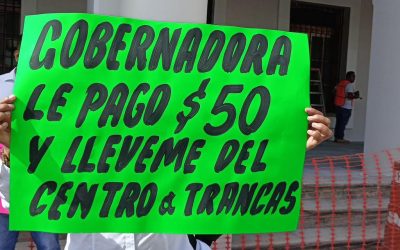 GOBERNADORA
LE PAGO $50
Y LLEVEME DEL
CENTRO a TRANCAS